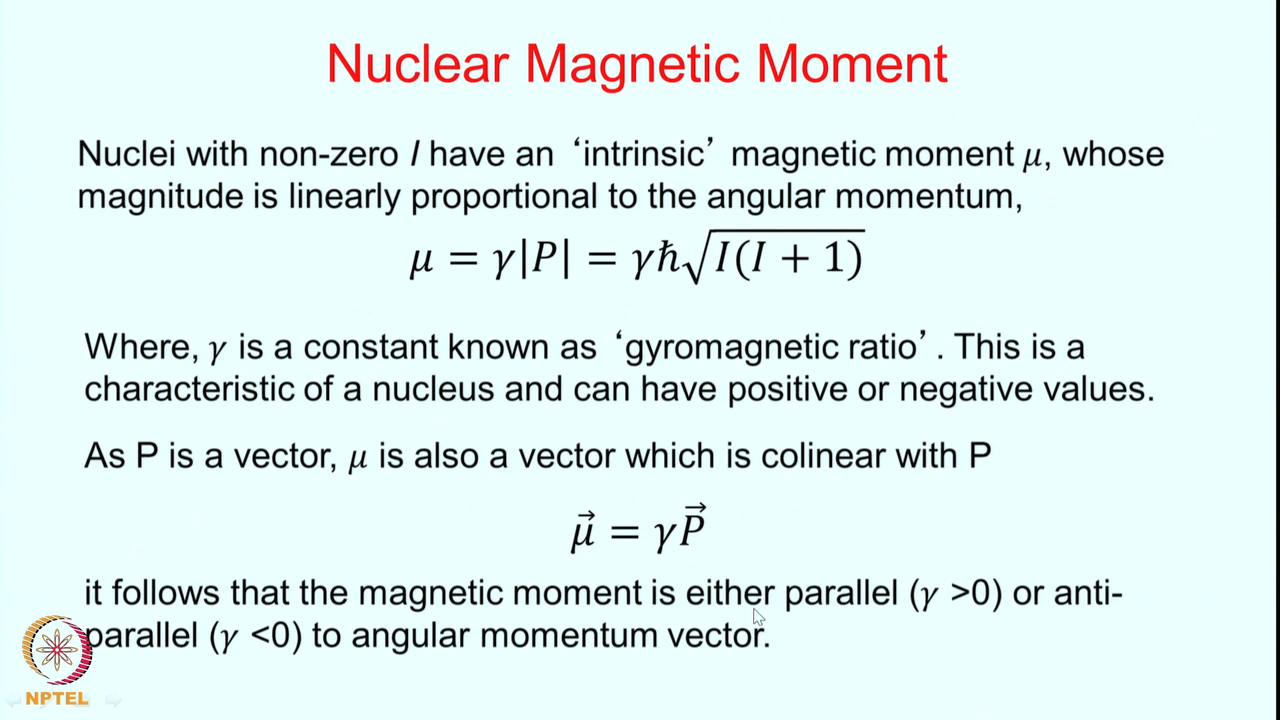 Nuclear Magnetic Moment
Nuclei with non-zero I have an ‘intrinsic’ magnetic moment μ, whose
magnitude is linearly proportional to the angular momentum,
μ = γ|P| = γℏ√I(I + 1)
Where, γ is a constant known as ‘gyromagnetic ratio’. This is a
characteristic of a nucleus and can have positive or negative values.
As P is a vector, μ is also a vector which is colinear with P
μ⃗ = γP⃗
it follows that the magnetic moment is either parallel (γ >0) or anti-
parallel (γ <0) to angular momentum vector.
NPTEL